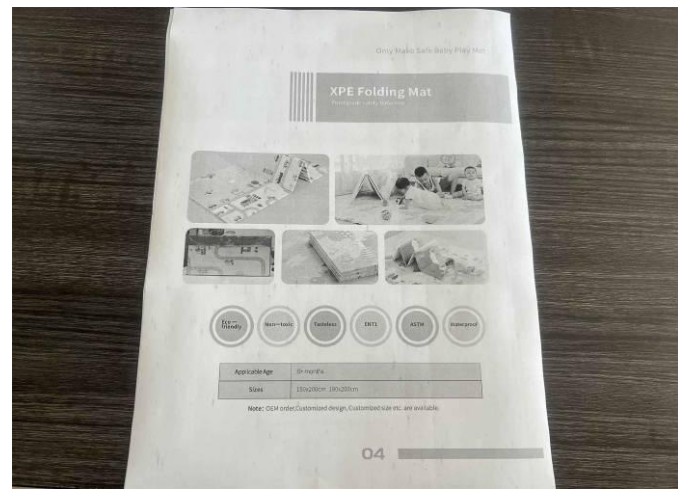 Only Make Safe Baby Play Mat
XPE Folding Mat
Eco—
friendly
Non—toxic
Tasteless
EN71
ASTM
Waterproof
Applicable Age
0+ months
Sizes
150x200cm 180x200cm
Note: OEM order, Customized design, Customized size etc. are available.
04